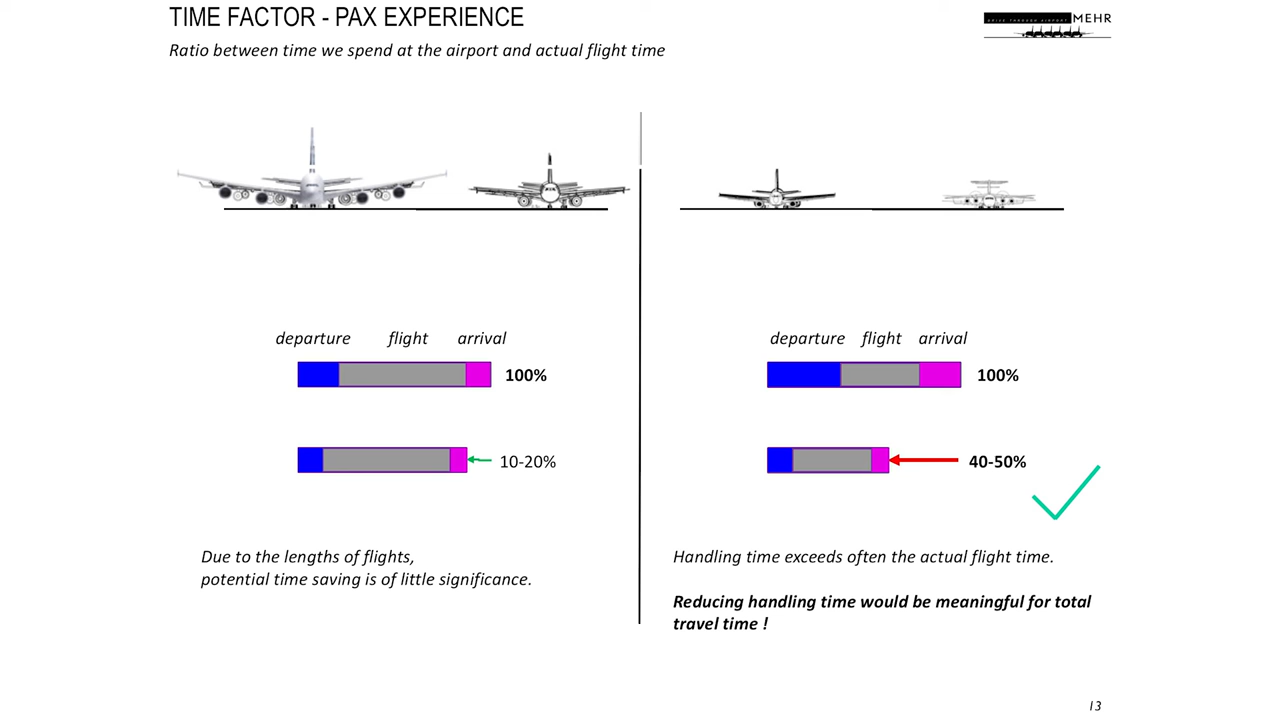 TIME FACTOR - PAX EXPERIENCE
DRIVE THROUGH AIRPORT MEHR
Ratio between time we spend at the airport and actual flight time
departure flight arrival
100%
10-20%
Due to the lengths of flights,
potential time saving is of little significance.
departure flight arrival
100%
40-50%
Handling time exceeds often the actual flight time.
Reducing handling time would be meaningful for total
travel time !
13